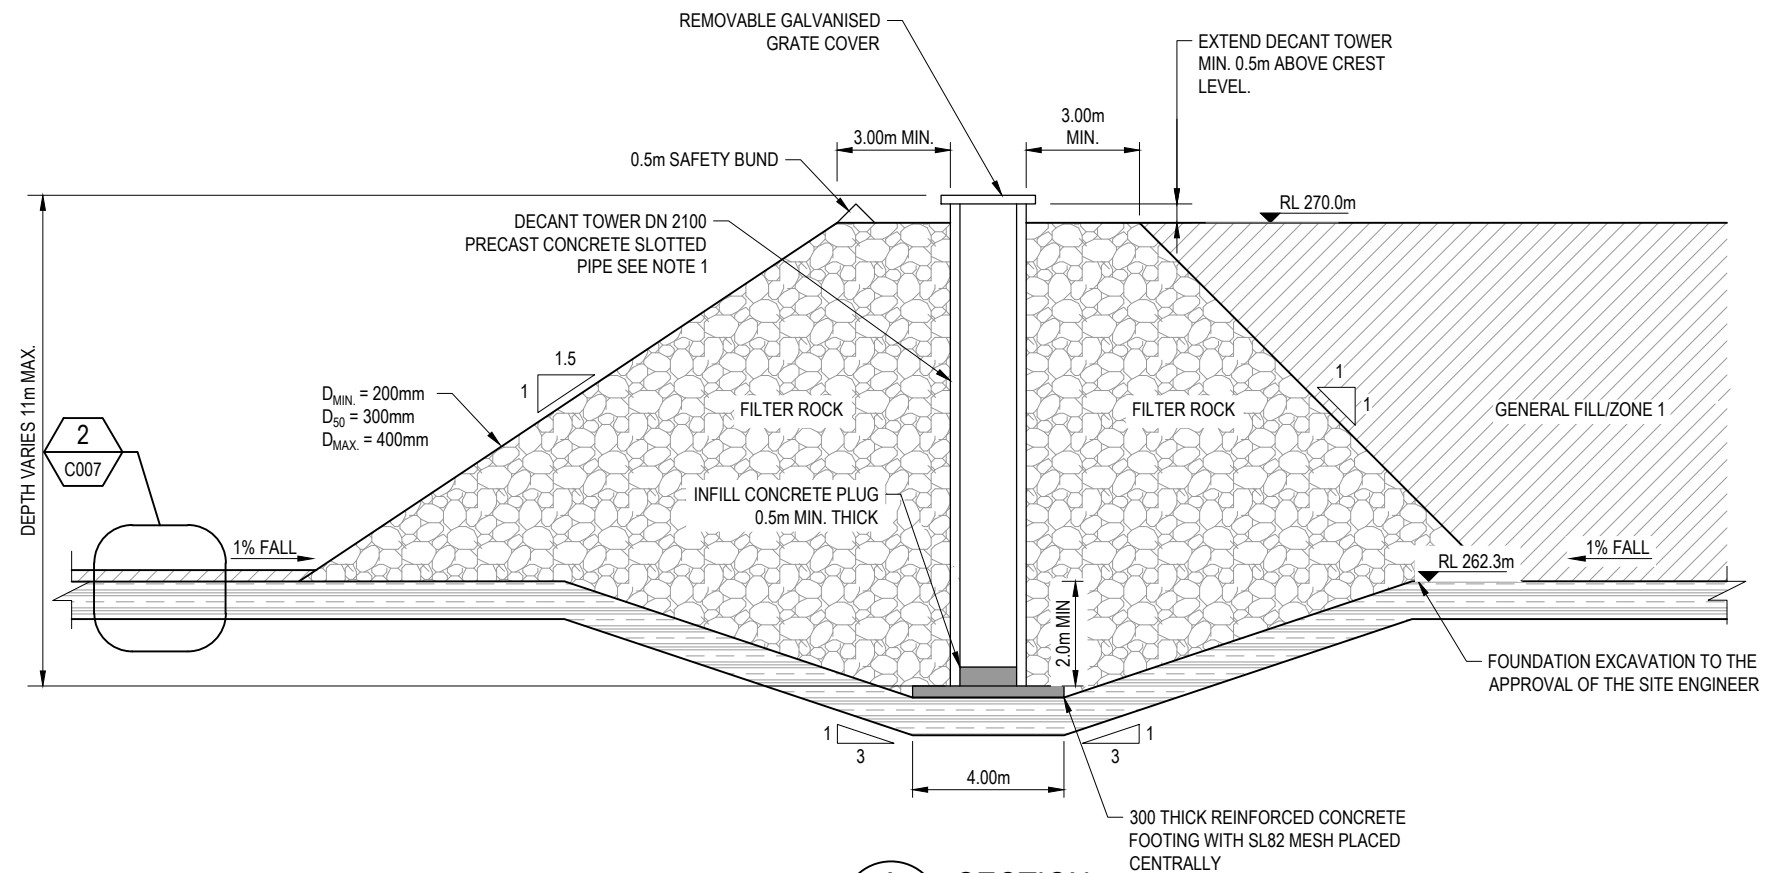 REMOVABLE GALVANISED
GRATE COVER
EXTEND DECANT TOWER
MIN. 0.5m ABOVE CREST
LEVEL.
3.00m MIN.
3.00m
MIN.
0.5m SAFETY BUND
RL 270.0m
DECANT TOWER DN 2100
PRECAST CONCRETE SLOTTED
PIPE SEE NOTE 1
DEPTH VARIES 11m MAX.
1.5
1
1
1
D MIN. = 200mm
D 50 = 300mm
D MAX. = 400mm
FILTER ROCK
FILTER ROCK
GENERAL FILL/ZONE 1
2
C007
INFILL CONCRETE PLUG
0.5m MIN. THICK
1% FALL
1% FALL
RL 262.3m
2.0m MIN
FOUNDATION EXCAVATION TO THE
APPROVAL OF THE SITE ENGINEER
1
3
1
3
4.00m
300 THICK REINFORCED CONCRETE
FOOTING WITH SL82 MESH PLACED
CENTRALLY